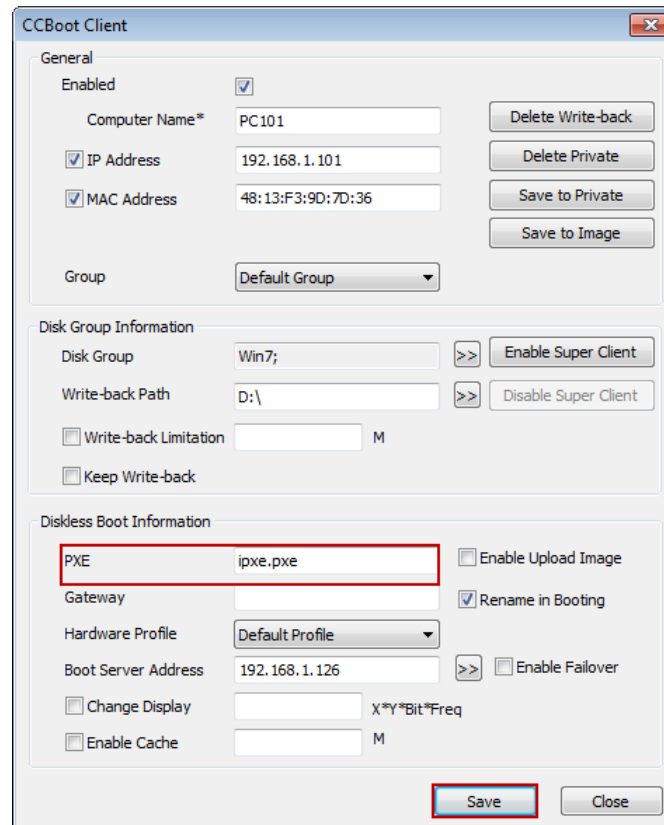 CCBoot Client
General
Enabled
Computer Name* PC101 Delete Write-back
IP Address 192.168.1.101 Delete Private
MAC Address 48:13:F3:9D:7D:36 Save to Private
Save to Image
Group Default Group
Disk Group Information
Disk Group Win7; >> Enable Super Client
Write-back Path D:\ >> Disable Super Client
Write-back Limitation M
Keep Write-back
Diskless Boot Information
PXE ipxe.pxe Enable Upload Image
Gateway Rename in Booting
Hardware Profile Default Profile
Boot Server Address 192.168.1.126 >> Enable Failover
Change Display X*Y*Bit*Freq
Enable Cache M
Save Close